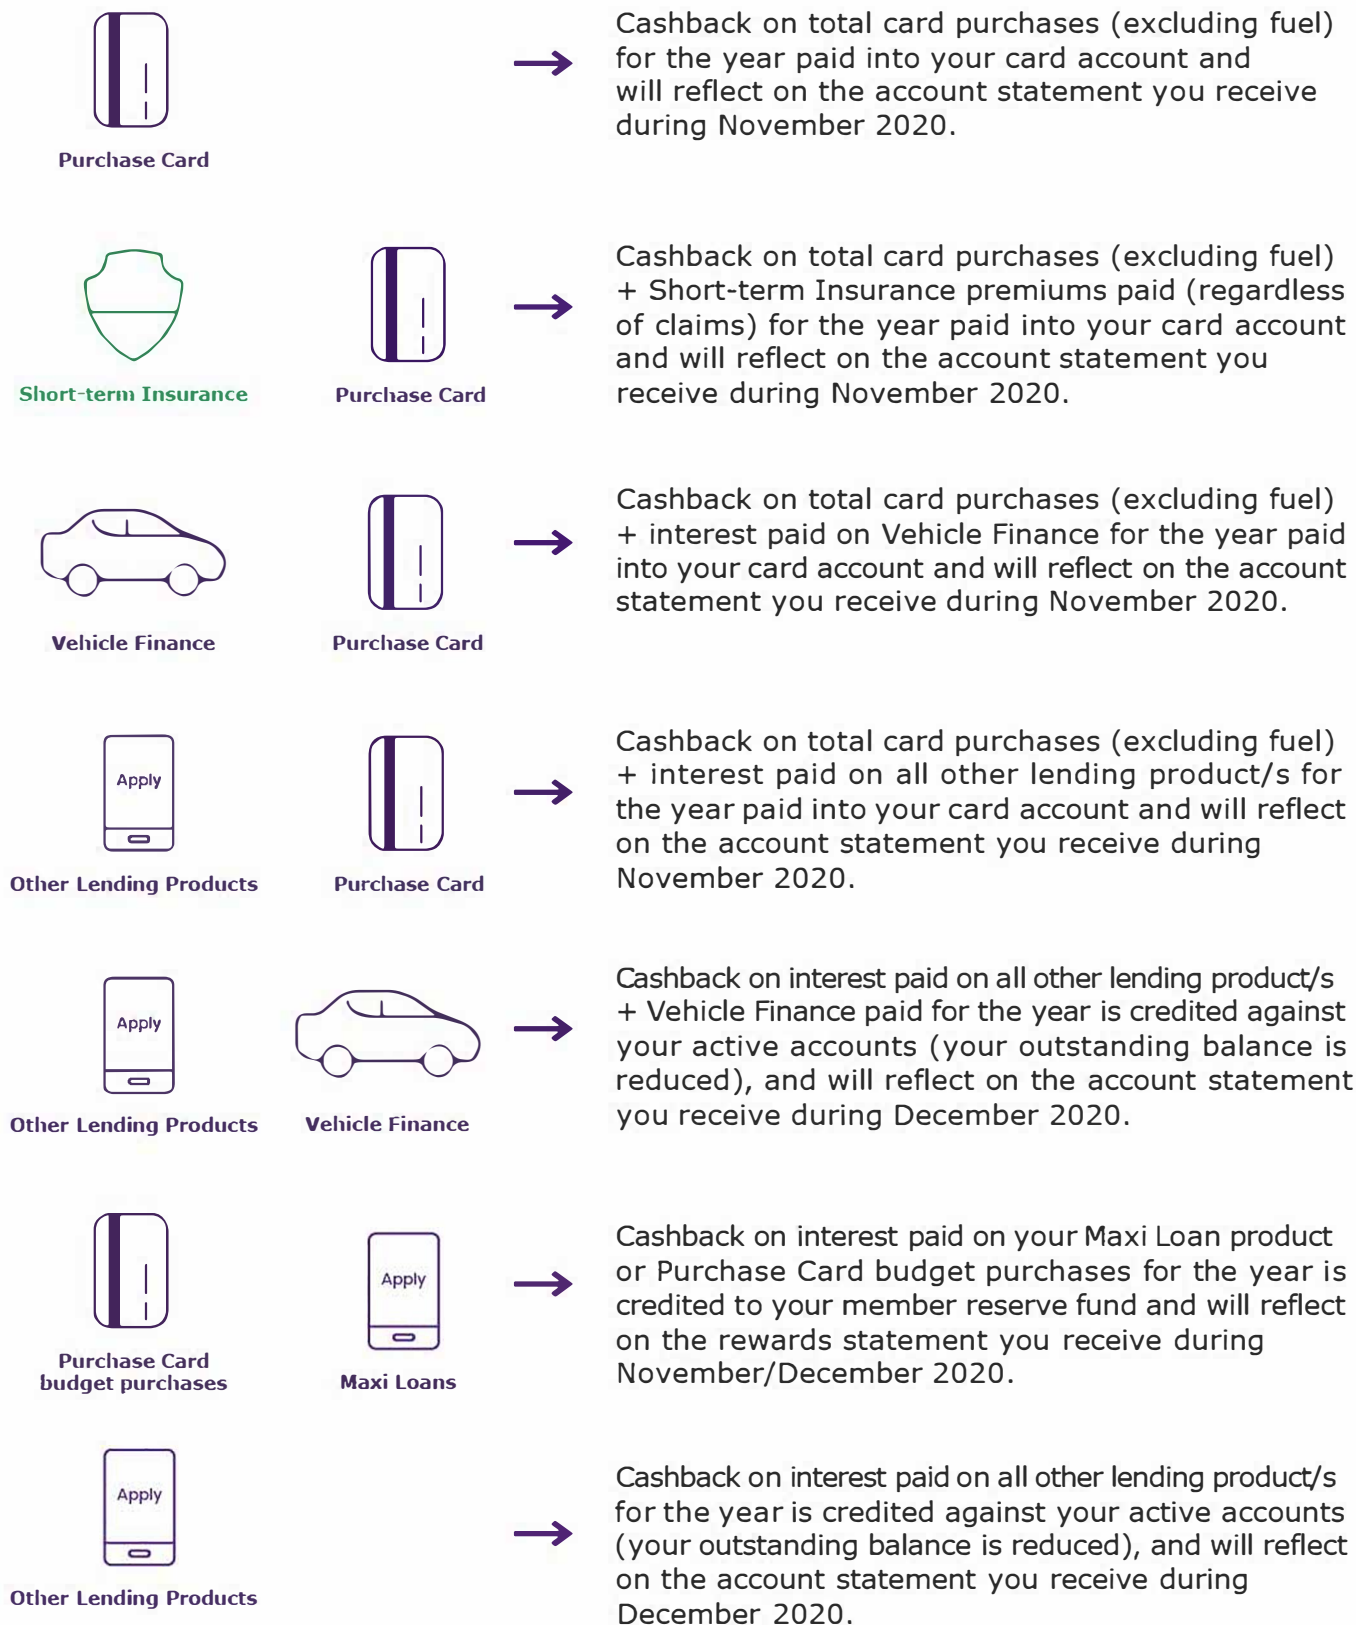 Cashback on total card purchases (excluding fuel)
for the year paid into your card account and
will reflect on the account statement you receive
during November 2020.
Purchase Card
Cashback on total card purchases (excluding fuel)
+ Short-term Insurance premiums paid (regardless
of claims) for the year paid into your card account
and will reflect on the account statement you
receive during November 2020.
Short-term Insurance
Purchase Card
Cashback on total card purchases (excluding fuel)
+ interest paid on Vehicle Finance for the year paid
into your card account and will reflect on the account
statement you receive during November 2020.
Vehicle Finance
Purchase Card
Apply
Cashback on total card purchases (excluding fuel)
+ interest paid on all other lending product/s for
the year paid into your card account and will reflect
on the account statement you receive during
November 2020.
Other Lending Products
Purchase Card
Apply
Cashback on interest paid on all other lending product/s
+ Vehicle Finance paid for the year is credited against
your active accounts (your outstanding balance is
reduced), and will reflect on the account statement
you receive during December 2020.
Other Lending Products
Vehicle Finance
Apply
Cashback on interest paid on your Maxi Loan product
or Purchase Card budget purchases for the year is
credited to your member reserve fund and will reflect
on the rewards statement you receive during
November/December 2020.
Purchase Card
budget purchases
Maxi Loans
Apply
Cashback on interest paid on all other lending product/s
for the year is credited against your active accounts
(your outstanding balance is reduced), and will reflect
on the account statement you receive during
December 2020.
Other Lending Products